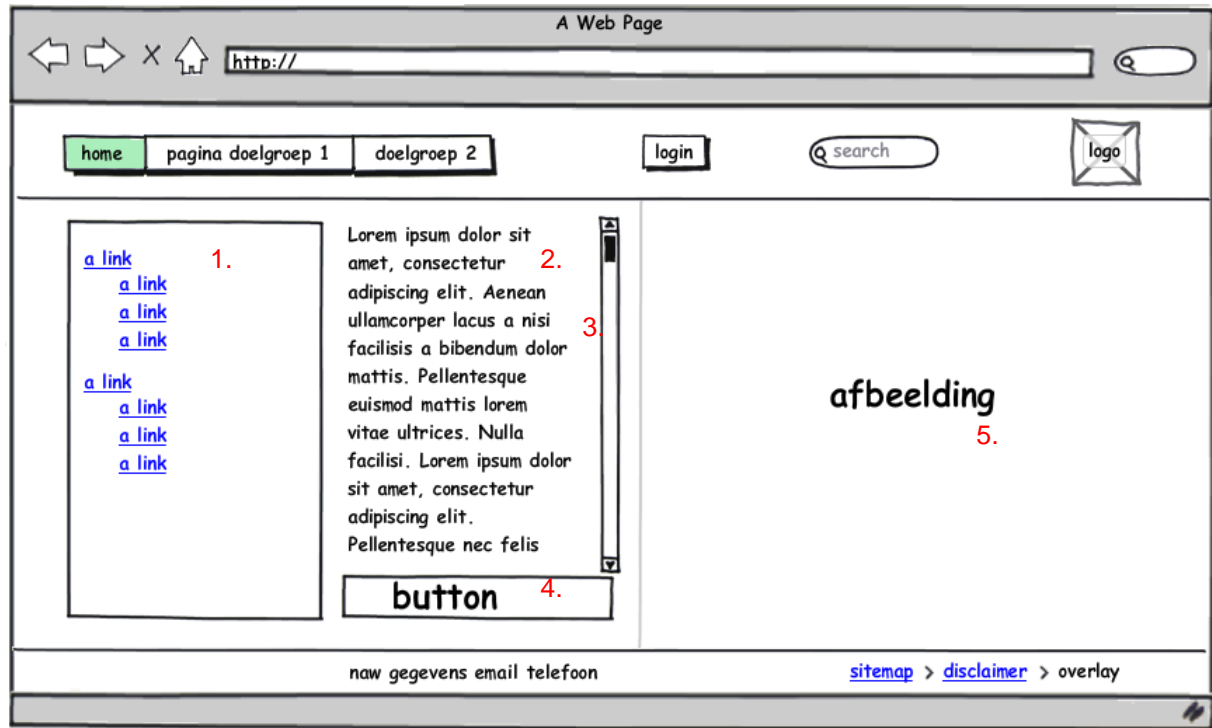 A Web Page
http://
home pagina doelgroep 1 doelgroep 2 login search logo
a link 1.
a link
a link
a link
a link
a link
a link
a link
Lorem ipsum dolor sit
amet, consectetur 2.
adipiscing elit. Aenean
ullamcorper lacus a nisi 3.
facilisis a bibendum dolor
mattis. Pellentesque
euismod mattis lorem
vitae ultrices. Nulla
facilisi. Lorem ipsum dolor
sit amet, consectetur
adipiscing elit.
Pellentesque nec felis
button 4.
afbeelding
5.
naw gegevens email telefoon
sitemap > disclaimer > overlay